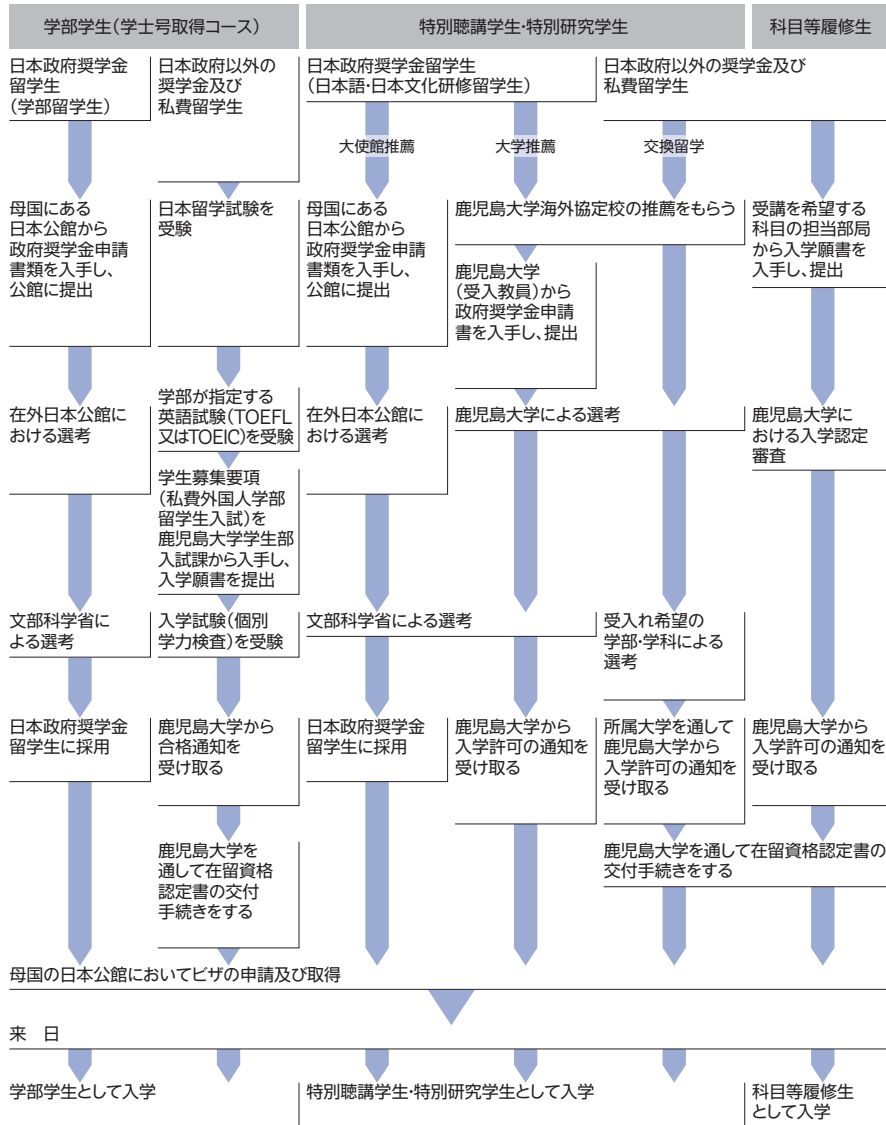 学部学生(学士号取得コース)
特別聴講学生・特別研究学生
科目等履修生
日本政府奨学金
留学生
(学部留学生)
日本政府以外の
奨学金及び
私費留学生
日本政府奨学金留学生
(日本語・日本文化研修留学生)
日本政府以外の奨学金及び
私費留学生
大使館推薦
大学推薦
交換留学
母国にある
日本公館から
政府奨学金申請
書類を入手し、
公館に提出
日本留学試験を
受験
母国にある
日本公館から
政府奨学金申請
書類を入手し、
公館に提出
鹿児島大学海外協定校の推薦をもらう
鹿児島大学
(受入教員)から
政府奨学金申請
書を入手し、提出
受講を希望する
科目の担当部局
から入学願書を
入手し、提出
在外日本公館に
おける選考
学部が指定する
英語試験(TOEFL
又はTOEIC)を受験
学生募集要項
(私費外国人学部
留学生入試)を
鹿児島大学学生部
入試課から入手し、
入学願書を提出
在外日本公館に
おける選考
鹿児島大学による選考
鹿児島大学に
おける入学認定
審査
文部科学省に
よる選考
入学試験(個別
学力検査)を受験
文部科学省による選考
受入れ希望の
学部・学科による
選考
日本政府奨学金
留学生に採用
鹿児島大学から
合格通知を
受け取る
日本政府奨学金
留学生に採用
鹿児島大学から
入学許可の通知を
受け取る
所属大学を通して
鹿児島大学から
入学許可の通知を
受け取る
鹿児島大学から
入学許可の通知を
受け取る
鹿児島大学を
通して在留資格
認定書の交付
手続きをする
鹿児島大学を通して在留資格認定書の
交付手続きをする
母国の日本公館においてビザの申請及び取得
来 日
学部学生として入学
特別聴講学生・特別研究学生として入学
科目等履修生
として入学